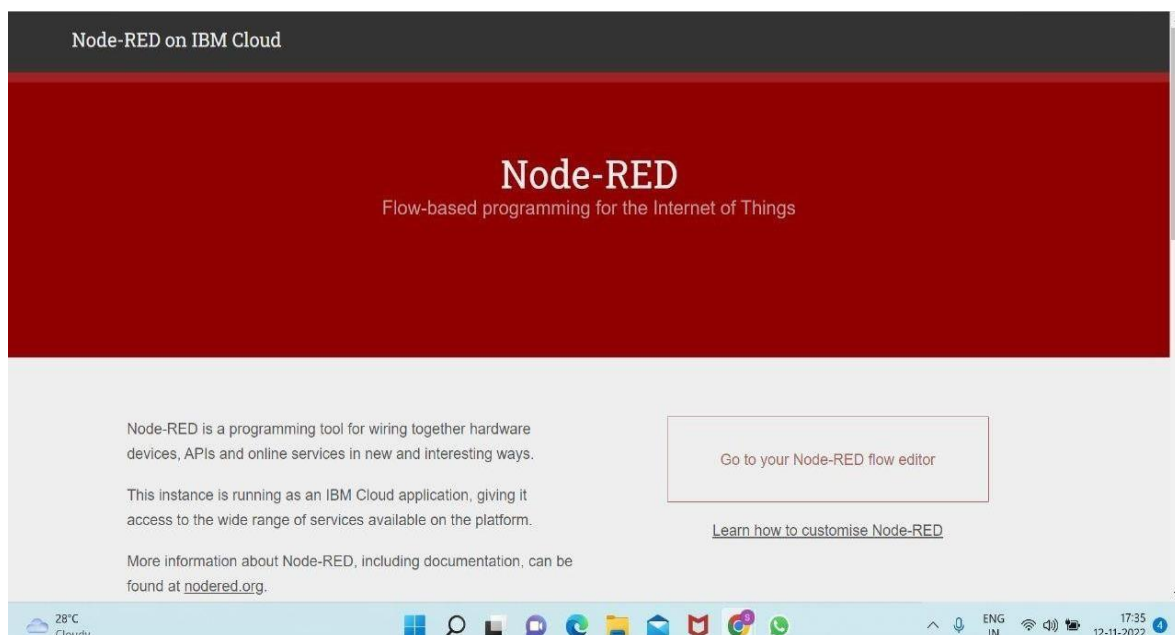 Node-RED on IBM Cloud
Node-RED
Flow-based programming for the Internet of Things
Node-RED is a programming tool for wiring together hardware
devices, APIs and online services in new and interesting ways.
This instance is running as an IBM Cloud application, giving it
access to the wide range of services available on the platform.
More information about Node-RED, including documentation, can be
found at nodered.org.
Go to your Node-RED flow editor
Learn how to customise Node-RED
28°C
Cloudy
ENG
IN
17:35
12-11-2022
4